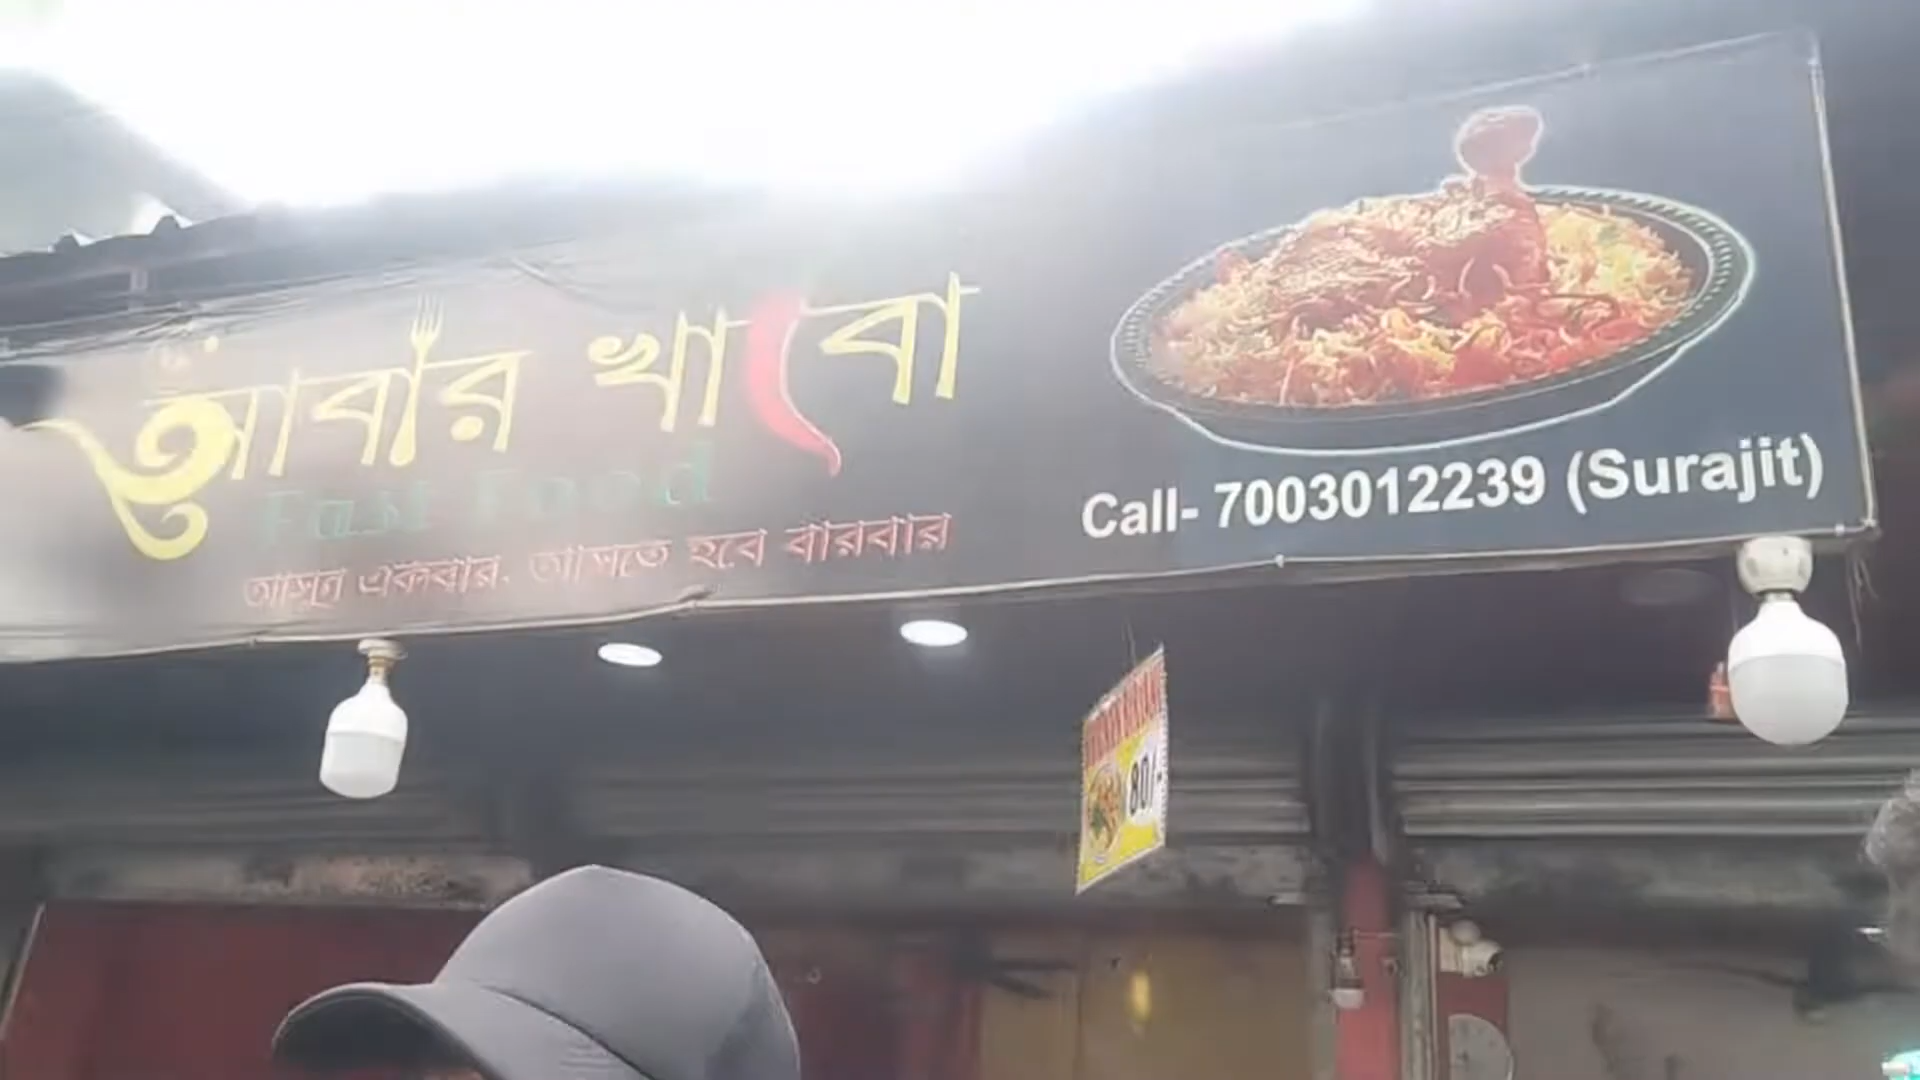 আবার খাবো
Fast Food
আসুন একবার, আসতে হবে বারবার
Call- 7003012239 (Surajit)
80/-